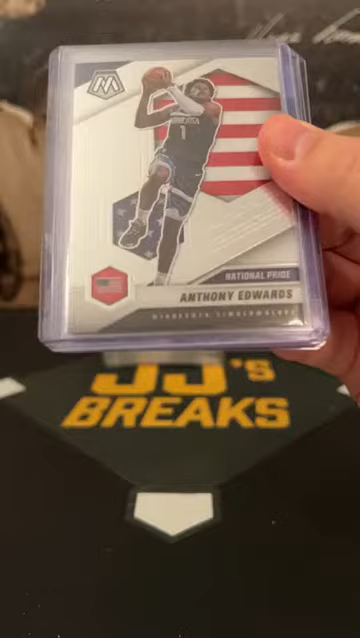 M
MINNESOTA
1
NATIONAL PRIDE
ANTHONY EDWARDS
MINNESOTA TIMBERWOLVES
JJ'S
BREAKS